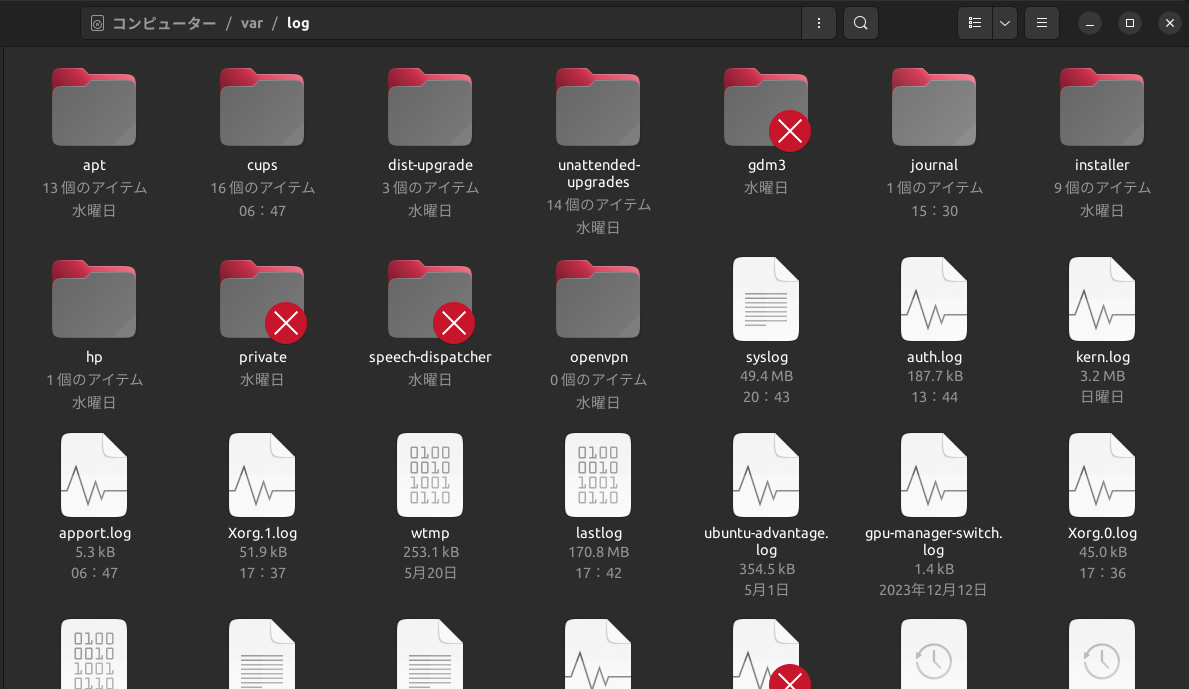 コンピューター / var / log
apt
13 個のアイテム
水曜日
cups
16 個のアイテム
06：47
dist-upgrade
3 個のアイテム
水曜日
unattended-
upgrades
14 個のアイテム
水曜日
gdm3
水曜日
journal
1 個のアイテム
15：30
installer
9 個のアイテム
水曜日
hp
1 個のアイテム
水曜日
private
水曜日
speech-dispatcher
水曜日
openvpn
0 個のアイテム
水曜日
syslog
49.4 MB
20：43
auth.log
187.7 kB
13：44
kern.log
3.2 MB
日曜日
apport.log
5.3 kB
06：47
Xorg.1.log
51.9 kB
17：37
0100
0010
1001
0110
wtmp
253.1 kB
5月20日
0100
0010
1001
0110
lastlog
170.8 MB
17：42
ubuntu-advantage.
log
354.5 kB
5月1日
gpu-manager-switch.
log
1.4 kB
2023年12月12日
Xorg.0.log
45.0 kB
17：36
0100
0010
1001
0110